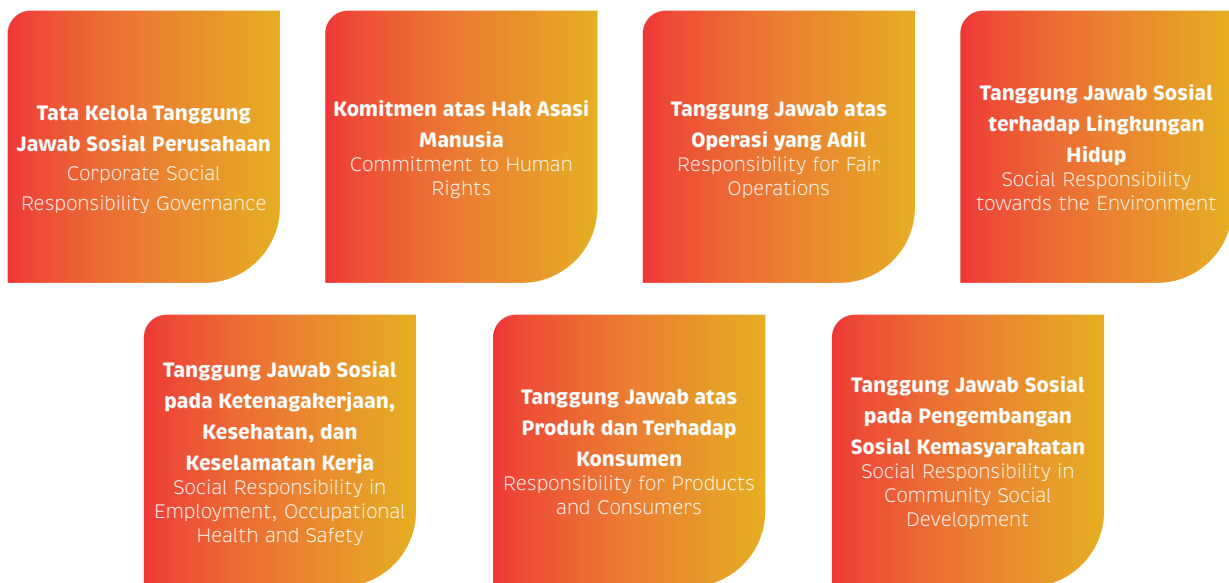 Tata Kelola Tanggung
Jawab Sosial Perusahaan
Corporate Social
Responsibility Governance
Komitmen atas Hak Asasi
Manusia
Commitment to Human
Rights
Tanggung Jawab atas
Operasi yang Adil
Responsibility for Fair
Operations
Tanggung Jawab Sosial
terhadap Lingkungan
Hidup
Social Responsibility
towards the Environment
Tanggung Jawab Sosial
pada Ketenagakerjaan,
Kesehatan, dan
Keselamatan Kerja
Social Responsibility in
Employment, Occupational
Health and Safety
Tanggung Jawab atas
Produk dan Terhadap
Konsumen
Responsibility for Products
and Consumers
Tanggung Jawab Sosial
pada Pengembangan
Sosial Kemasyarakatan
Social Responsibility in
Community Social
Development